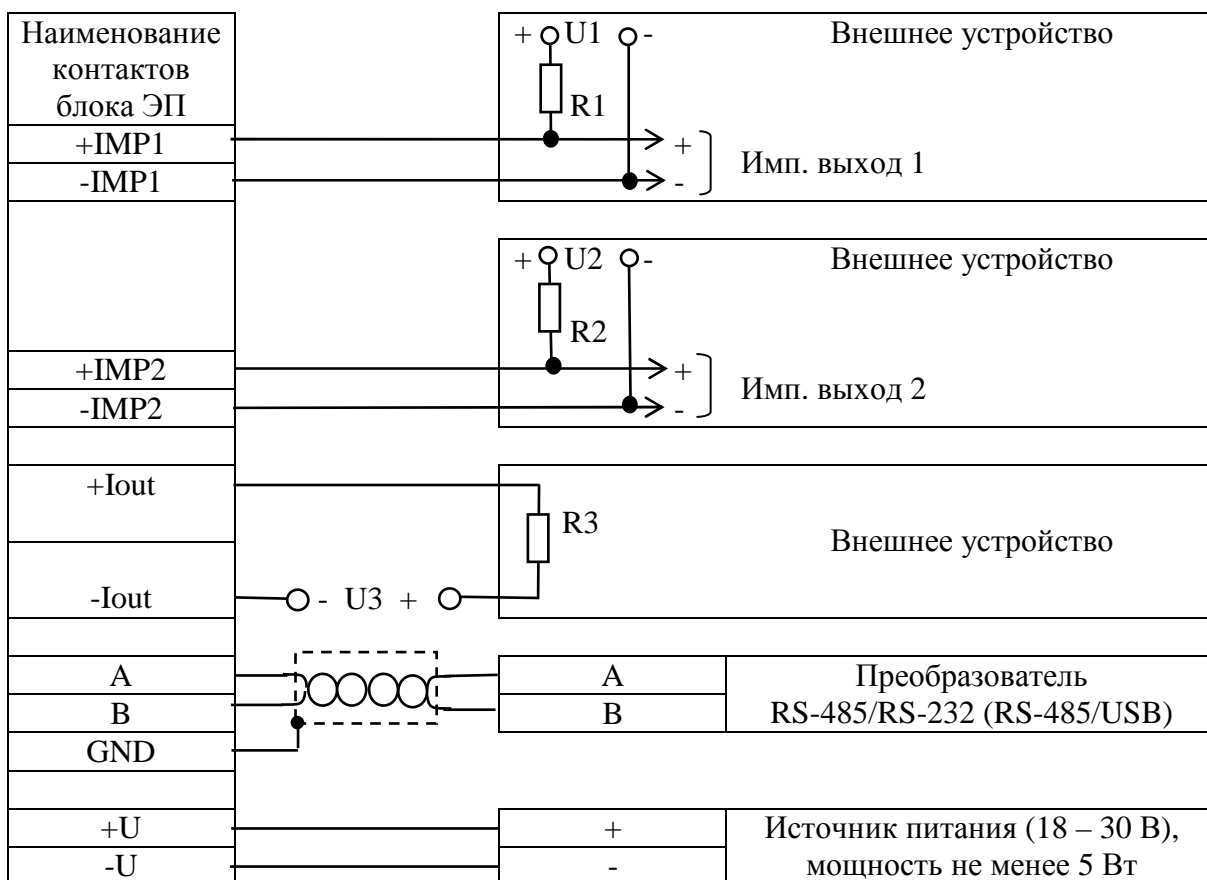 Наименование
контактов
блока ЭП
+ U1 - Внешнее устройство
R1
+IMP1
+
-IMP1
-
Имп. выход 1
+ U2 - Внешнее устройство
R2
+IMP2
+
-IMP2
-
Имп. выход 2
+Iout
R3
Внешнее устройство
-Iout
- U3 +
A
A
Преобразователь
B
B
RS-485/RS-232 (RS-485/USB)
GND
+U
+
Источник питания (18 – 30 В),
-U
-
мощность не менее 5 Вт